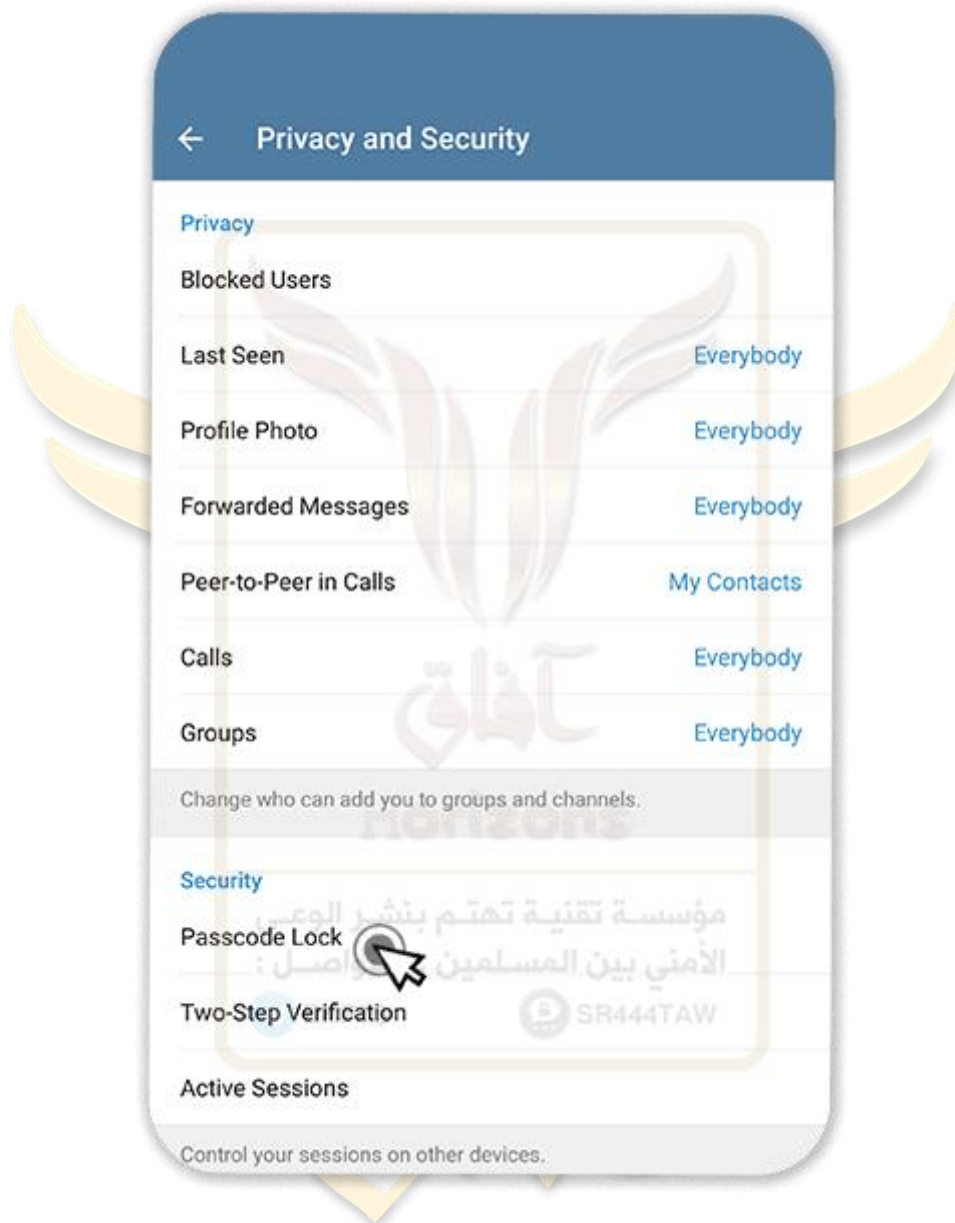 Privacy and Security
Privacy
Blocked Users
Last Seen Everybody
Profile Photo Everybody
Forwarded Messages Everybody
Peer-to-Peer in Calls My Contacts
Calls Everybody
آفاق
Groups Everybody
Change who can add you to groups and channels.
Horizons
Security
مؤسسة تقنية تهتم بنشر الوعي
Passcode Lock
الأمني بين المسلمين
Two-Step Verification
SR444TAW
Active Sessions
Control your sessions on other devices.